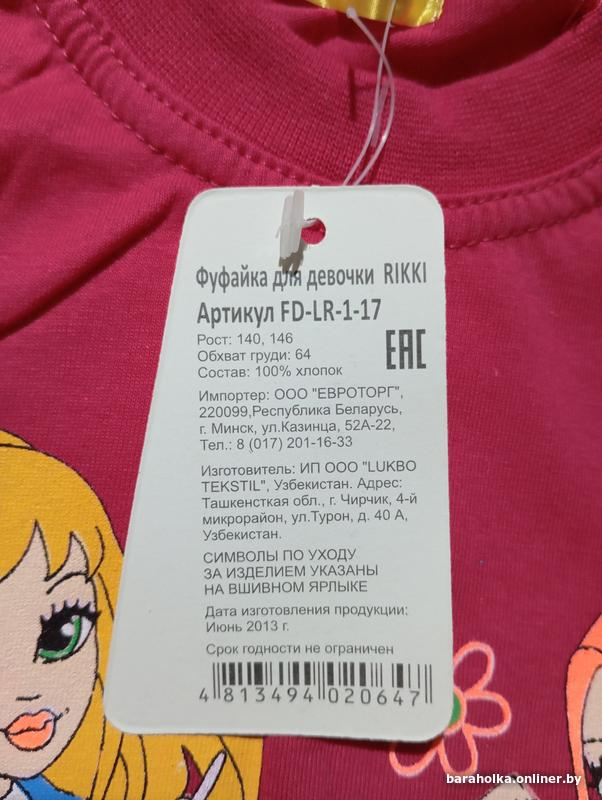 Фуфайка для девочки RIKKI
Артикул FD-LR-1-17
Рост: 140, 146
Обхват груди: 64
Состав: 100% хлопок
EAC
Импортер: ООО "ЕВРОТОРГ",
220099,Республика Беларусь,
г. Минск, ул.Казинца, 52А-22,
Тел.: 8 (017) 201-16-33
Изготовитель: ИП ООО "LUKBO
TEKSTIL", Узбекистан. Адрес:
Ташкенсткая обл., г. Чирчик, 4-й
микрорайон, ул.Турон, д. 40 А,
Узбекистан.
СИМВОЛЫ ПО УХОДУ
ЗА ИЗДЕЛИЕМ УКАЗАНЫ
НА ВШИВНОМ ЯРЛЫКЕ
Дата изготовления продукции:
Июнь 2013 г.
Срок годности не ограничен
4 813494 020647
baraholka.onliner.by